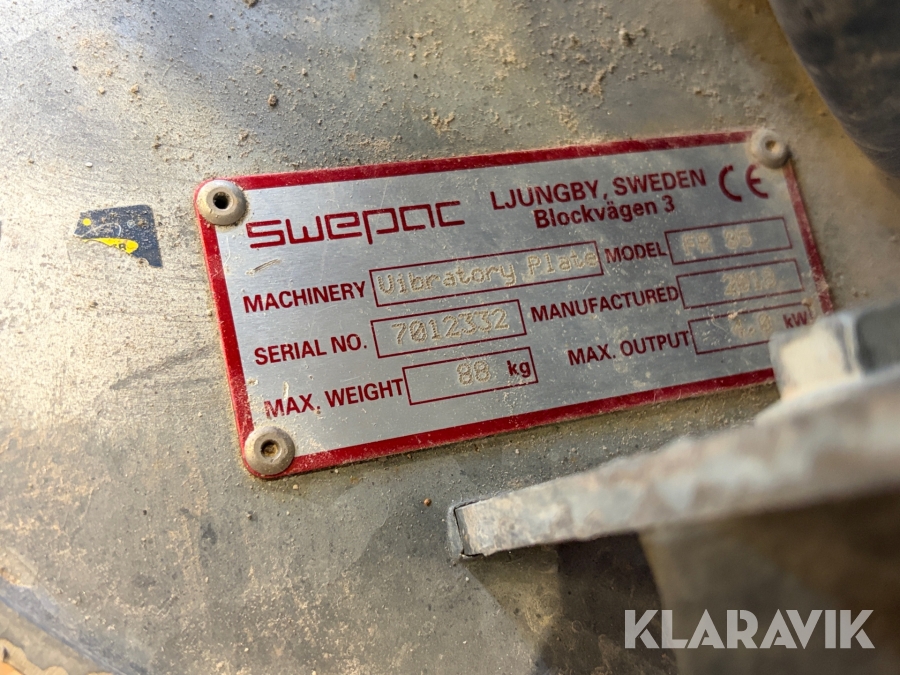 swepac
LJUNGBY, SWEDEN
Blockvägen 3
CE
MACHINERY Vibratory Plate MODEL
SERIAL NO. 7012332 MANUFACTURED
MAX. WEIGHT 88 kg MAX. OUTPUT kW
KLARAVIK